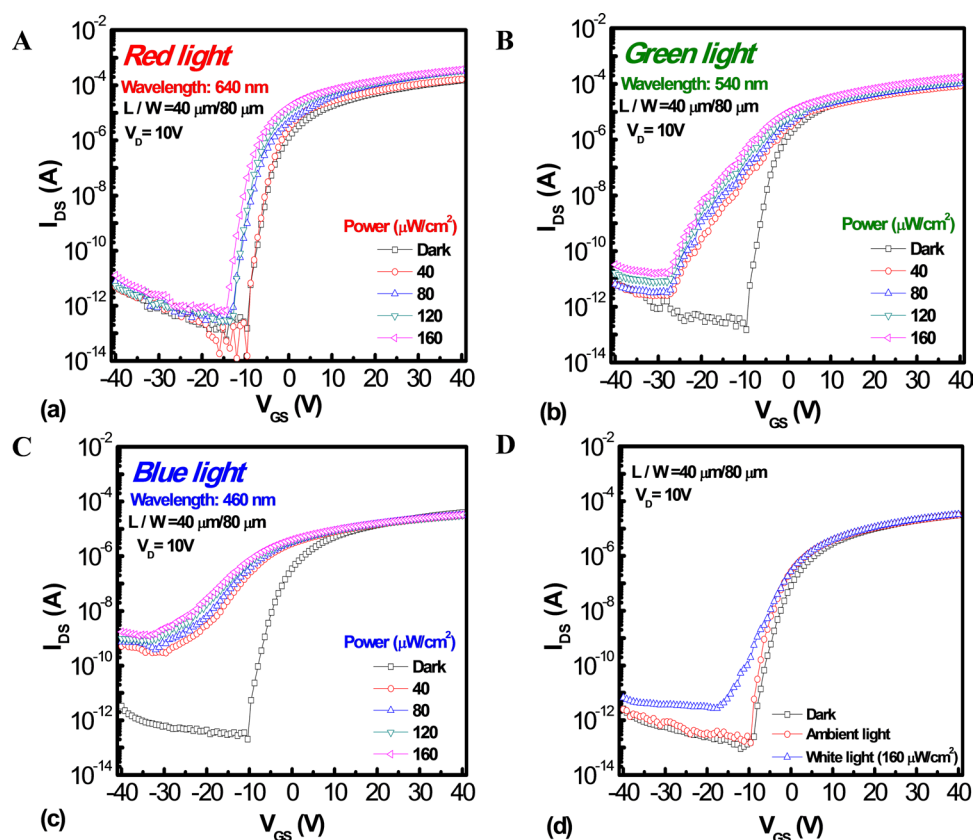 A
Red light
Wavelength: 640 nm
L / W =40 μm/80 μm
V_D= 10V
Power (μW/cm²)
Dark
40
80
120
160
10⁻²
10⁻⁴
10⁻⁶
10⁻⁸
10⁻¹⁰
10⁻¹²
10⁻¹⁴
I_DS (A)
-40 -30 -20 -10 0 10 20 30 40
V_GS (V)
(a)
B
Green light
Wavelength: 540 nm
L / W =40 μm/80 μm
V_D= 10V
Power (μW/cm²)
Dark
40
80
120
160
10⁻²
10⁻⁴
10⁻⁶
10⁻⁸
10⁻¹⁰
10⁻¹²
10⁻¹⁴
I_DS (A)
-40 -30 -20 -10 0 10 20 30 40
V_GS (V)
(b)
C
Blue light
Wavelength: 460 nm
L / W =40 μm/80 μm
V_D= 10V
Power (μW/cm²)
Dark
40
80
120
160
10⁻²
10⁻⁴
10⁻⁶
10⁻⁸
10⁻¹⁰
10⁻¹²
10⁻¹⁴
I_DS (A)
-40 -30 -20 -10 0 10 20 30 40
V_GS (V)
(c)
D
L / W =40 μm/80 μm
V_D= 10V
Dark
Ambient light
White light (160 μW/cm²)
10⁻²
10⁻⁴
10⁻⁶
10⁻⁸
10⁻¹⁰
10⁻¹²
10⁻¹⁴
I_DS (A)
-40 -30 -20 -10 0 10 20 30 40
V_GS (V)
(d)